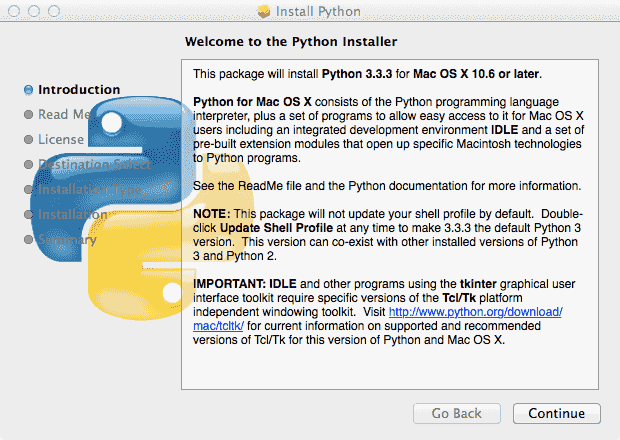 Install Python
Welcome to the Python Installer
Introduction
Read Me
License
Destination Select
Installation Type
Installation
Summary
This package will install Python 3.3.3 for Mac OS X 10.6 or later.
Python for Mac OS X consists of the Python programming language
interpreter, plus a set of programs to allow easy access to it for Mac OS X
users including an integrated development environment IDLE and a set of
pre-built extension modules that open up specific Macintosh technologies
to Python programs.
See the ReadMe file and the Python documentation for more information.
NOTE: This package will not update your shell profile by default. Double-
click Update Shell Profile at any time to make 3.3.3 the default Python 3
version. This version can co-exist with other installed versions of Python
3 and Python 2.
IMPORTANT: IDLE and other programs using the tkinter graphical user
interface toolkit require specific versions of the Tcl/Tk platform
independent windowing toolkit. Visit http://www.python.org/download/
mac/tcltk/ for current information on supported and recommended
versions of Tcl/Tk for this version of Python and Mac OS X.
Go Back
Continue